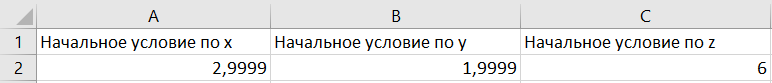 A B C
1 Начальное условие по x Начальное условие по y Начальное условие по z
2 2,9999 1,9999 6